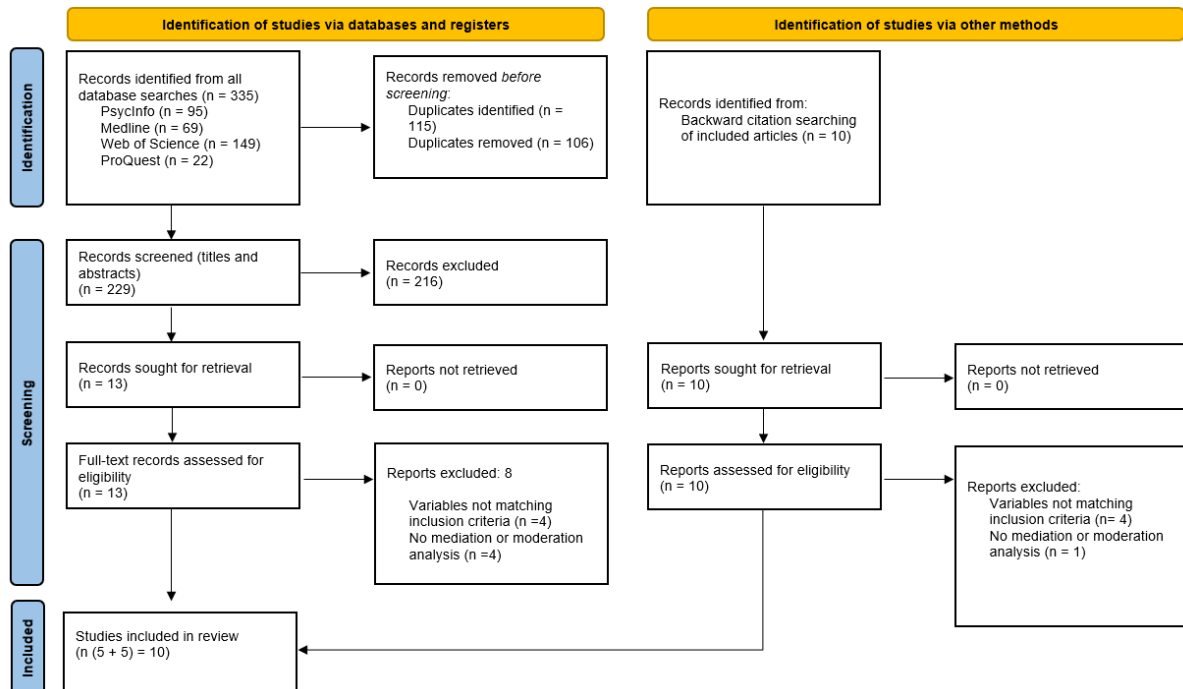 Identification of studies via databases and registers
Identification of studies via other methods
Identification
Records identified from all
database searches (n = 335)
PsycInfo (n = 95)
Medline (n = 69)
Web of Science (n = 149)
ProQuest (n = 22)
Records removed before
screening:
Duplicates identified (n =
115)
Duplicates removed (n = 106)
Records identified from:
Backward citation searching
of included articles (n = 10)
Screening
Records screened (titles and
abstracts)
(n = 229)
Records excluded
(n = 216)
Records sought for retrieval
(n = 13)
Reports not retrieved
(n = 0)
Reports sought for retrieval
(n = 10)
Reports not retrieved
(n = 0)
Full-text records assessed for
eligibility
(n = 13)
Reports excluded: 8
Variables not matching
inclusion criteria (n =4)
No mediation or moderation
analysis (n =4)
Reports assessed for eligibility
(n = 10)
Reports excluded:
Variables not matching
inclusion criteria (n= 4)
No mediation or moderation
analysis (n = 1)
Included
Studies included in review
(n (5 + 5) = 10)